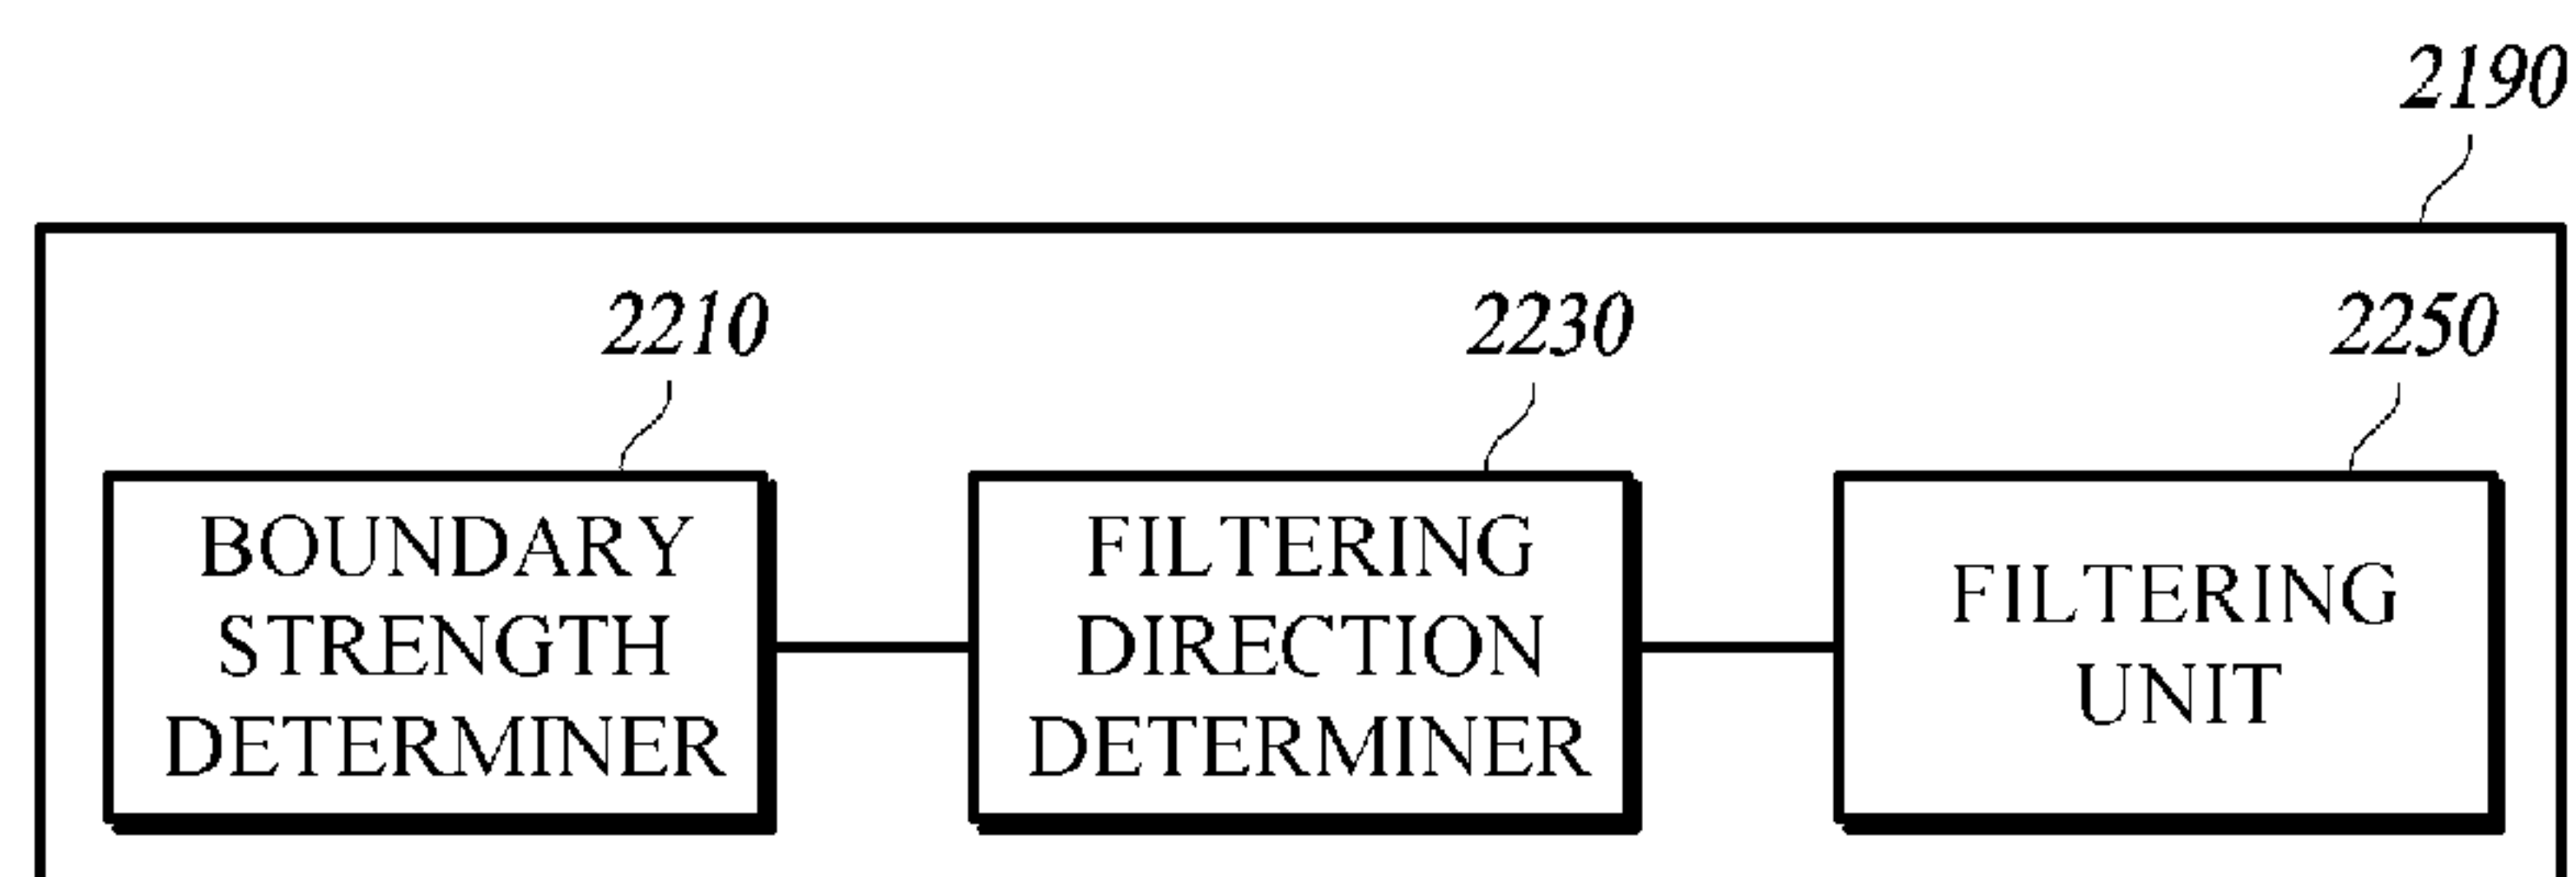 2190
2210
2230
2250
BOUNDARY
STRENGTH
DETERMINER
FILTERING
DIRECTION
DETERMINER
FILTERING
UNIT